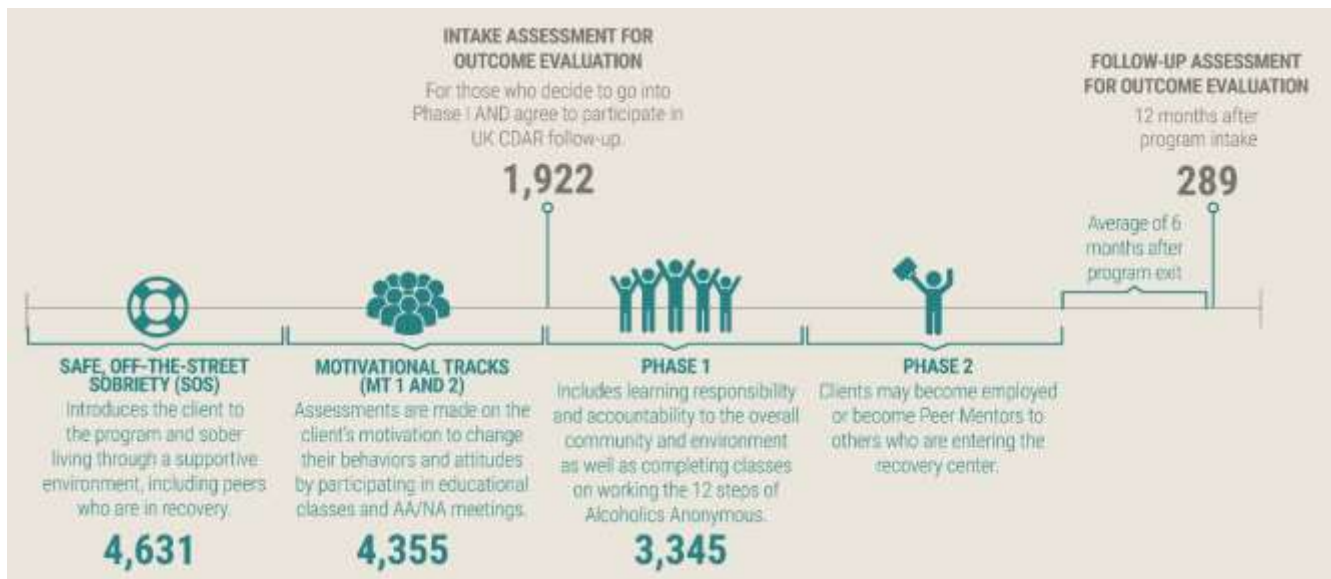 INTAKE ASSESSMENT FOR
OUTCOME EVALUATION
For those who decide to go into
Phase I AND agree to participate in
UK CDAR follow-up.
1,922
FOLLOW-UP ASSESSMENT
FOR OUTCOME EVALUATION
12 months after
program intake
289
Average of 6
months after
program exit
SAFE, OFF-THE-STREET
SOBRIETY (SOS)
Introduces the client to
the program and sober
living through a supportive
environment, including peers
who are in recovery.
4,631
MOTIVATIONAL TRACKS
(MT 1 AND 2)
Assessments are made on the
client's motivation to change
their behaviors and attitudes
by participating in educational
classes and AA/NA meetings.
4,355
PHASE 1
Includes learning responsibility
and accountability to the overall
community and environment
as well as completing classes
on working the 12 steps of
Alcoholics Anonymous.
3,345
PHASE 2
Clients may become employed
or become Peer Mentors to
others who are entering the
recovery center.